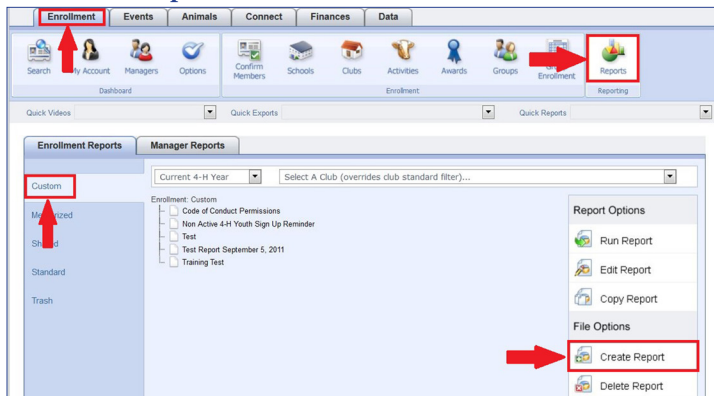 Enrollment Events Animals Connect Finances Data
Search My Account Managers Options Confirm Members Schools Clubs Activities Awards Groups Enrollment Reports
Dashboard Enrollment Reporting
Quick Videos Quick Exports Quick Reports
Enrollment Reports Manager Reports
Current 4-H Year Select A Club (overrides club standard filter)...
Custom
Enrollment: Custom
Code of Conduct Permissions
Non Active 4-H Youth Sign Up Reminder
Test
Test Report September 5, 2011
Training Test
Standard
Trash
Report Options
Run Report
Edit Report
Copy Report
File Options
Create Report
Delete Report